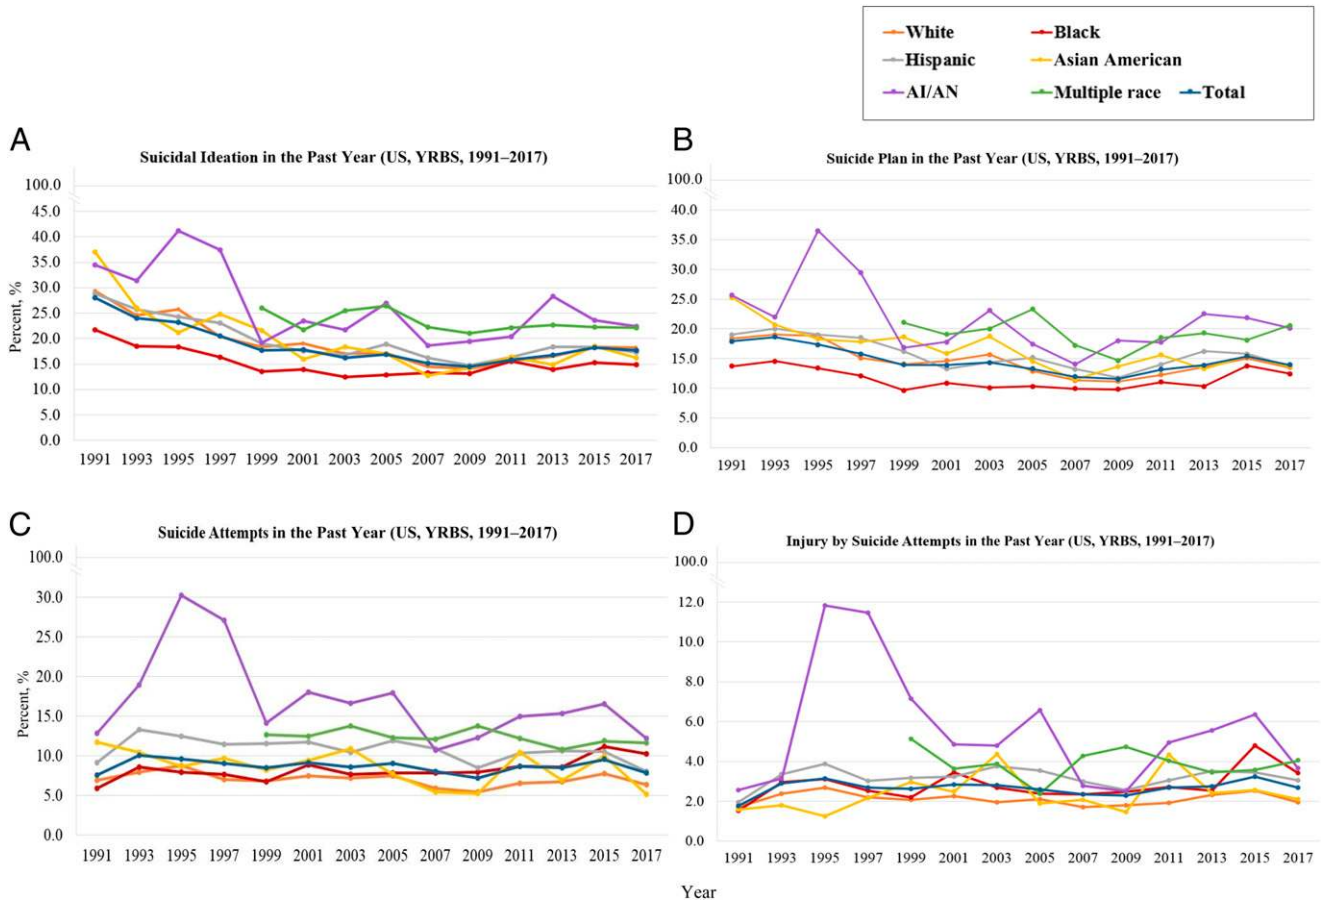 White Black
Hispanic Asian American
AI/AN Multiple race Total
A
Suicidal Ideation in the Past Year (US, YRBS, 1991–2017)
100.0
45.0
40.0
35.0
30.0
25.0
20.0
15.0
10.0
5.0
0.0
Percent, %
1991 1993 1995 1997 1999 2001 2003 2005 2007 2009 2011 2013 2015 2017
B
Suicide Plan in the Past Year (US, YRBS, 1991–2017)
100.0
40.0
35.0
30.0
25.0
20.0
15.0
10.0
5.0
0.0
1991 1993 1995 1997 1999 2001 2003 2005 2007 2009 2011 2013 2015 2017
C
Suicide Attempts in the Past Year (US, YRBS, 1991–2017)
100.0
30.0
25.0
20.0
15.0
10.0
5.0
0.0
Percent, %
1991 1993 1995 1997 1999 2001 2003 2005 2007 2009 2011 2013 2015 2017
D
Injury by Suicide Attempts in the Past Year (US, YRBS, 1991–2017)
100.0
12.0
10.0
8.0
6.0
4.0
2.0
0.0
1991 1993 1995 1997 1999 2001 2003 2005 2007 2009 2011 2013 2015 2017
Year